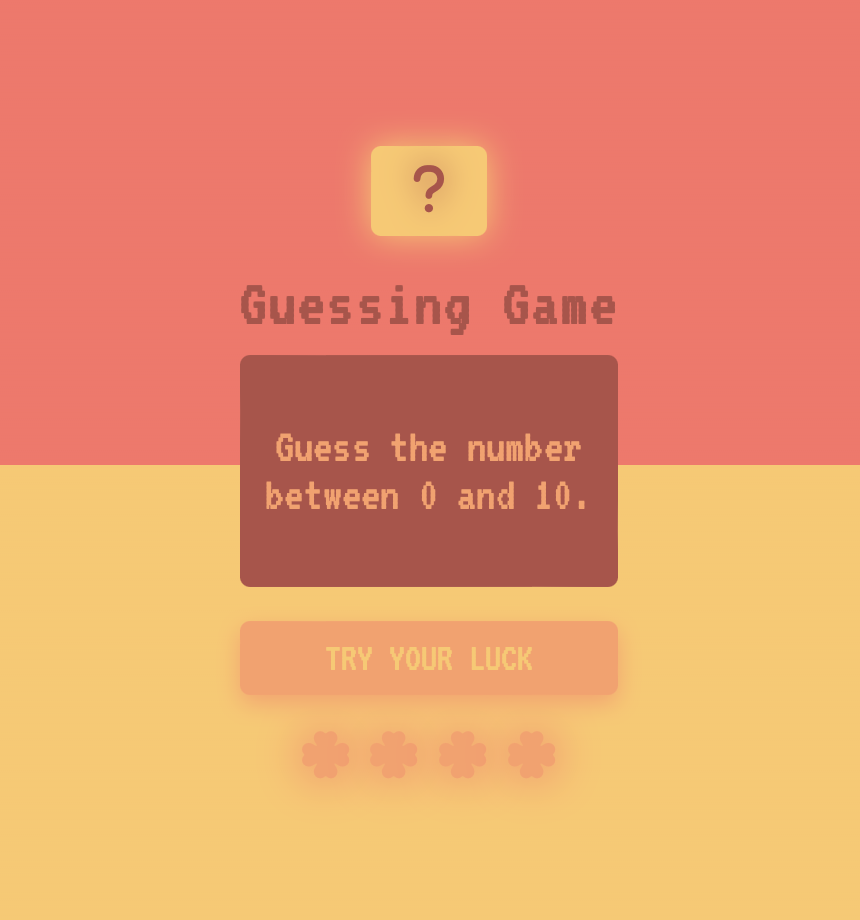 ?
Guessing Game
Guess the number
between 0 and 10.
TRY YOUR LUCK